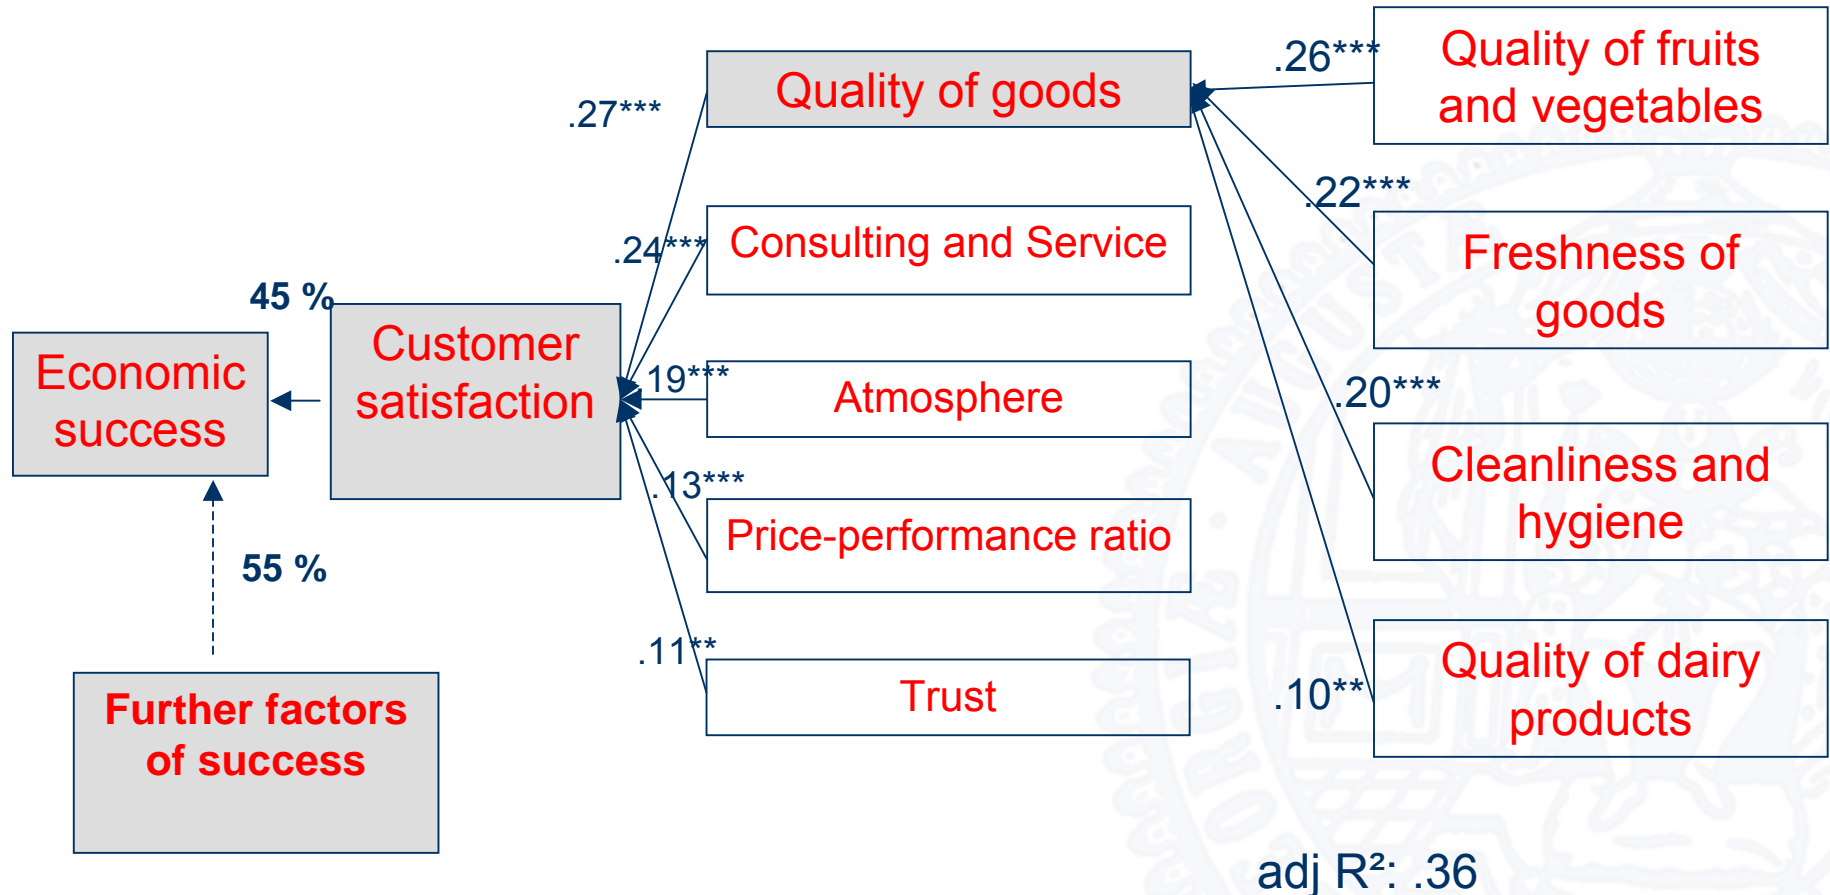 .26***
Quality of fruits
and vegetables
Quality of goods
.27***
.22***
Freshness of
goods
Consulting and Service
.24***
45 %
Customer
satisfaction
Economic
success
.19***
Atmosphere
.20***
Cleanliness and
hygiene
.13***
Price-performance ratio
55 %
.11**
Trust
.10**
Quality of dairy
products
Further factors
of success
adj R²: .36